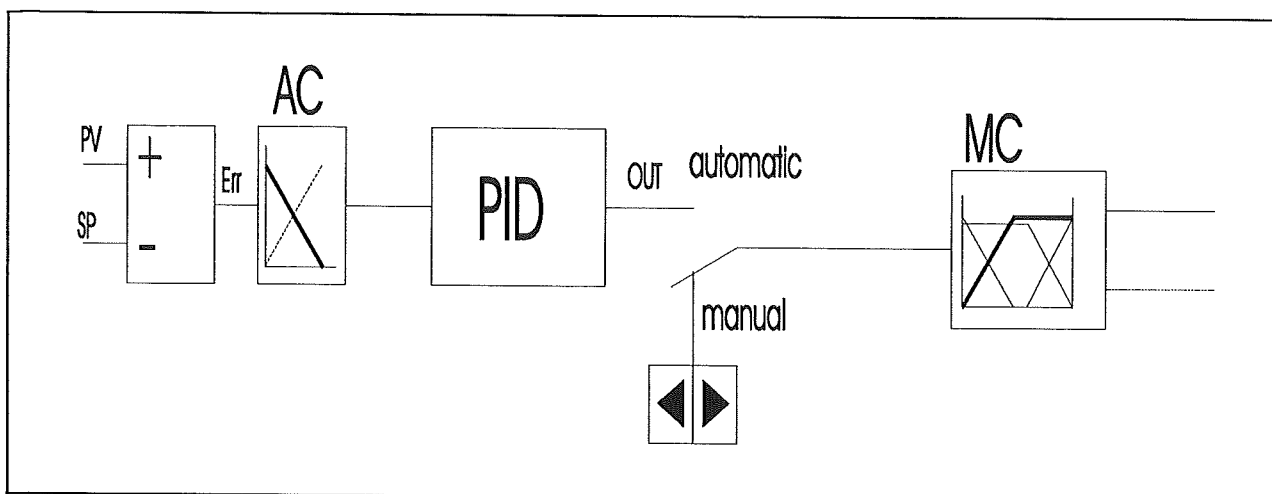 AC
PV
+
Err
SP
-
PID
OUT
automatic
manual
MC